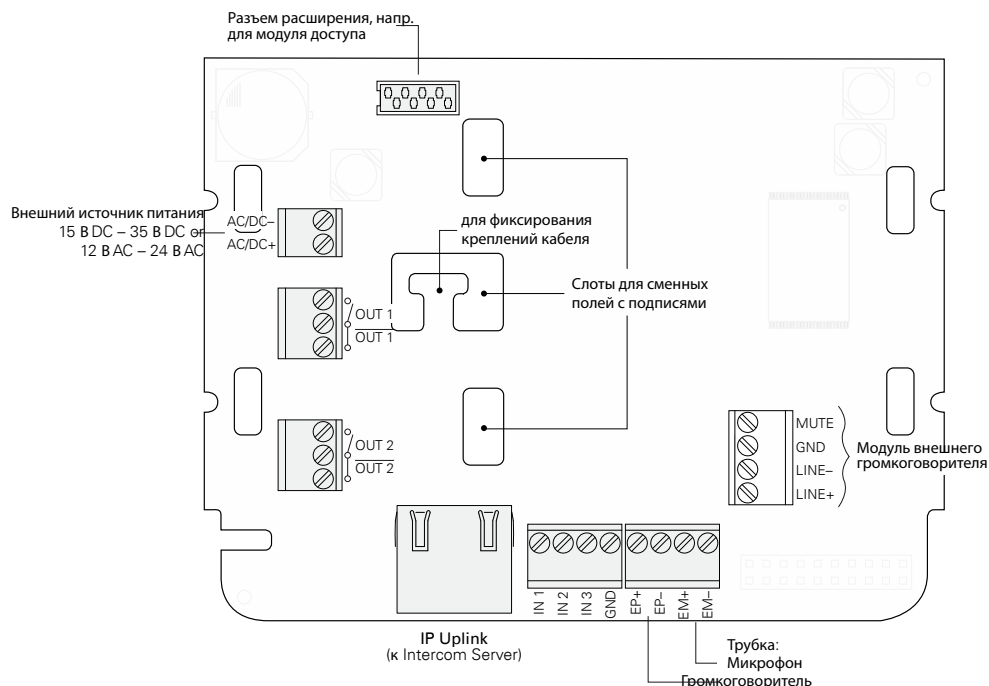 Разъем расширения, напр.
для модуля доступа
Внешний источник питания
15 В DC – 35 В DC or
12 В AC – 24 В AC
AC/DC–
AC/DC+
для фиксирования
креплений кабеля
Слоты для сменных
полей с подписями
OUT 1
OUT 1
OUT 2
OUT 2
MUTE
GND
LINE–
LINE+
Модуль внешнего
громкоговорителя
IN 1
IN 2
IN 3
GND
EP+
EP–
EM+
EM–
IP Uplink
(к Intercom Server)
Трубка:
Микрофон
Громкоговоритель